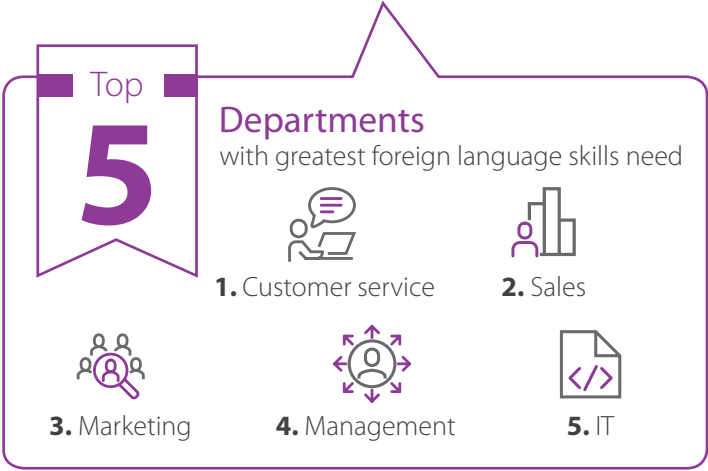 Top
5
Departments
with greatest foreign language skills need
1. Customer service
2. Sales
3. Marketing
4. Management
</>
5. IT